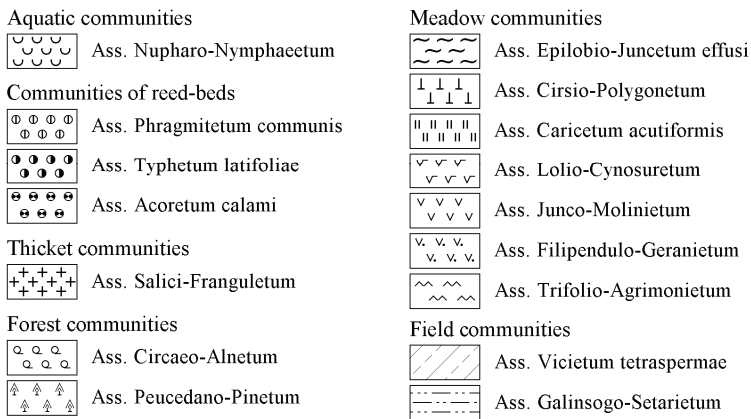 Aquatic communities
Ass. Nupharo-Nymphaeetum
Communities of reed-beds
Ass. Phragmitetum communis
Ass. Typhetum latifoliae
Ass. Acoretum calami
Thicket communities
Ass. Salici-Franguletum
Forest communities
Ass. Circaeo-Alnetum
Ass. Peucedano-Pinetum
Meadow communities
Ass. Epilobio-Juncetum effusi
Ass. Cirsio-Polygonetum
Ass. Caricetum acutiformis
Ass. Lolio-Cynosuretum
Ass. Junco-Molinietum
Ass. Filipendulo-Geranietum
Ass. Trifolio-Agrimonietum
Field communities
Ass. Vicietum tetraspermae
Ass. Galinsogo-Setarietum